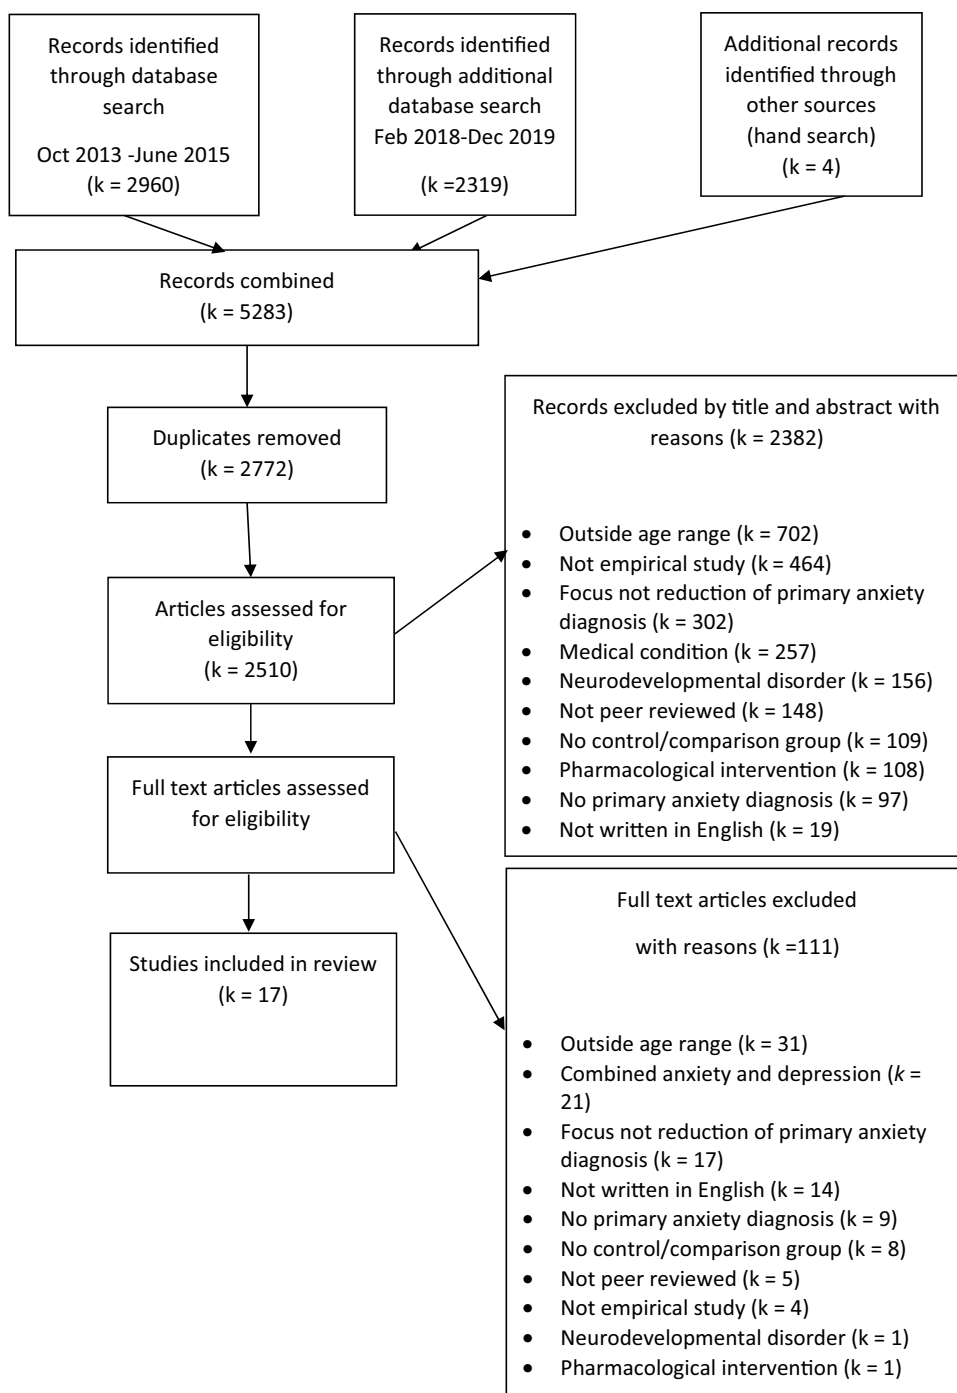 Records identified
through database
search
Oct 2013 -June 2015
(k = 2960)
Records identified
through additional
database search
Feb 2018-Dec 2019
(k =2319)
Additional records
identified through
other sources
(hand search)
(k = 4)
Records combined
(k = 5283)
Duplicates removed
(k = 2772)
Articles assessed for
eligibility
(k = 2510)
Records excluded by title and abstract with
reasons (k = 2382)
• Outside age range (k = 702)
• Not empirical study (k = 464)
• Focus not reduction of primary anxiety
diagnosis (k = 302)
• Medical condition (k = 257)
• Neurodevelopmental disorder (k = 156)
• Not peer reviewed (k = 148)
• No control/comparison group (k = 109)
• Pharmacological intervention (k = 108)
• No primary anxiety diagnosis (k = 97)
• Not written in English (k = 19)
Full text articles assessed
for eligibility
Full text articles excluded
with reasons (k =111)
• Outside age range (k = 31)
• Combined anxiety and depression (k =
21)
• Focus not reduction of primary anxiety
diagnosis (k = 17)
• Not written in English (k = 14)
• No primary anxiety diagnosis (k = 9)
• No control/comparison group (k = 8)
• Not peer reviewed (k = 5)
• Not empirical study (k = 4)
• Neurodevelopmental disorder (k = 1)
• Pharmacological intervention (k = 1)
Studies included in review
(k = 17)